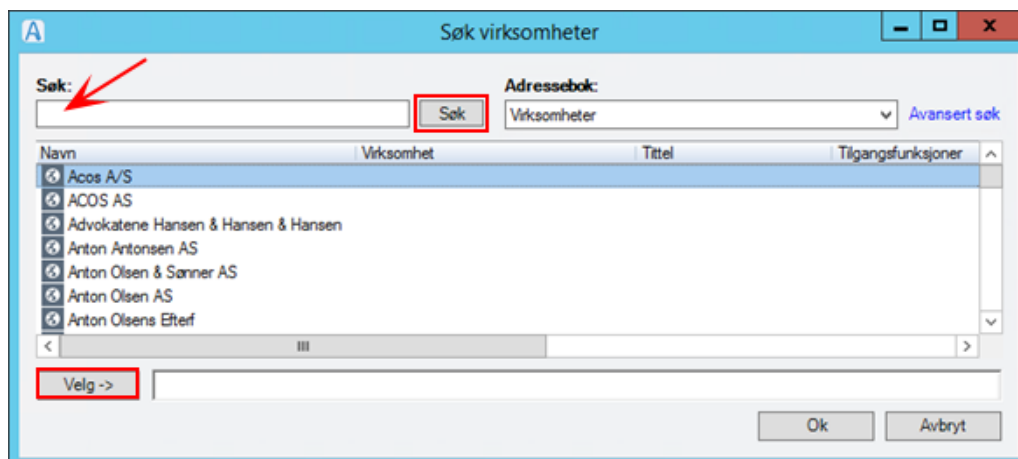 A Søk virksomheter
Søk: Adressebok:
Søk Virksomheter Avansert søk
Navn Virksomhet Tittel Tilgangsfunksjoner
Acos A/S
ACOS AS
Advokatene Hansen & Hansen & Hansen
Anton Antonsen AS
Anton Olsen & Sønner AS
Anton Olsen AS
Anton Olsens Efterf
Velg ->
Ok Avbryt